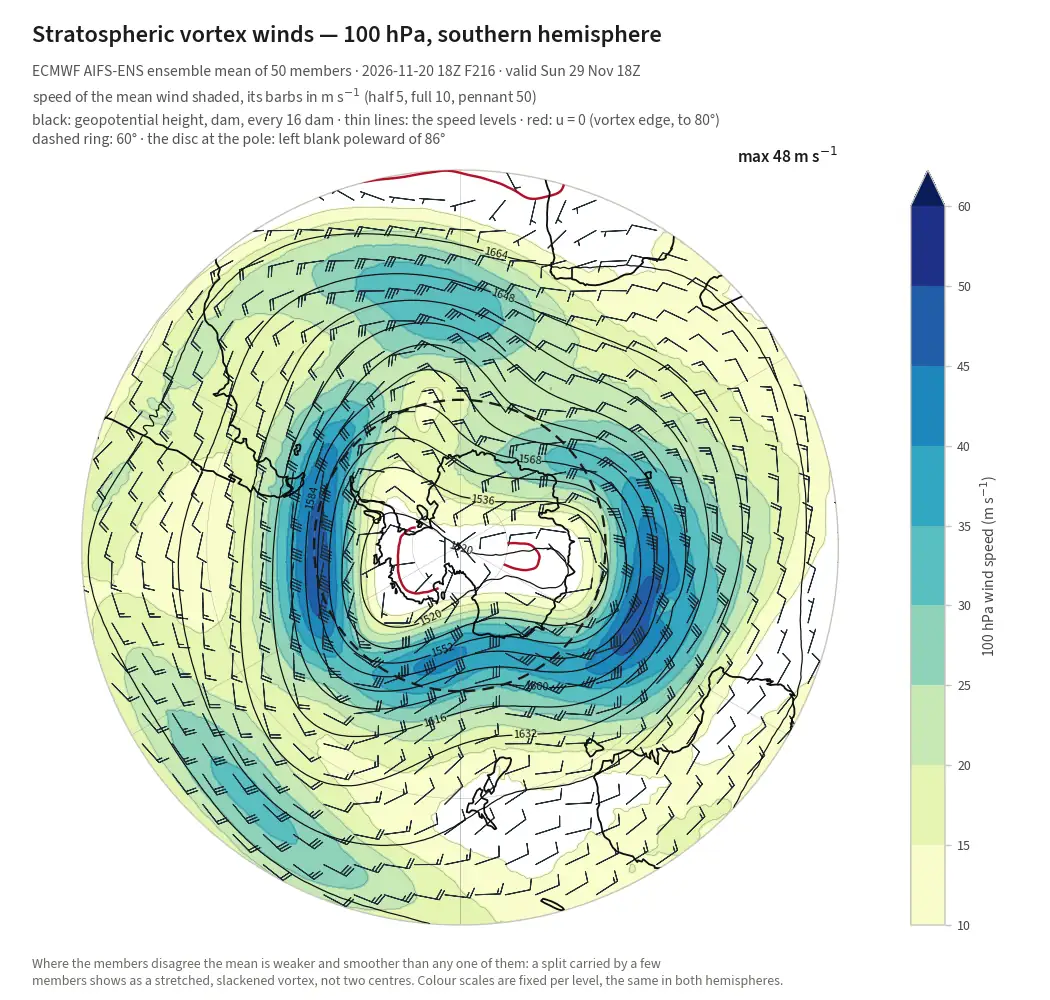 Stratospheric vortex winds — 100 hPa, southern hemisphere
ECMWF AIFS-ENS ensemble mean of 50 members · 2026-11-20 18Z F216 · valid Sun 29 Nov 18Z
speed of the mean wind shaded, its barbs in m s⁻¹ (half 5, full 10, pennant 50)
black: geopotential height, dam, every 16 dam · thin lines: the speed levels · red: u = 0 (vortex edge, to 80°)
dashed ring: 60° · the disc at the pole: left blank poleward of 86°
max 48 m s⁻¹
1664
1648
1568
1584
1536
1520
1520
1552
1600
1616
1632
60
50
45
40
35
30
25
20
15
10
100 hPa wind speed (m s⁻¹)
Where the members disagree the mean is weaker and smoother than any one of them: a split carried by a few
members shows as a stretched, slackened vortex, not two centres. Colour scales are fixed per level, the same in both hemispheres.